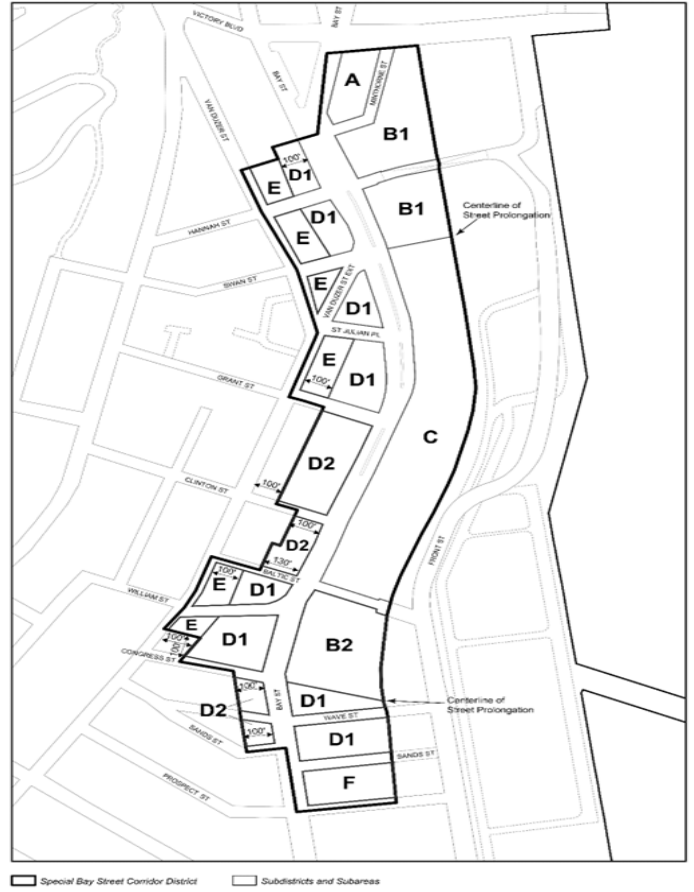 VICTORY BLVD
BAY ST
BAY ST
VAN DUZER ST
A
MINTHORNE ST
B1
100'
D1
E
B1
Centerline of
Street Prolongation
D1
E
HANNAH ST
SWAN ST
E
VAN DUZER ST EXT
D1
ST JULIAN PL
E
100'
D1
GRANT ST
C
D2
CLINTON ST
100'
100'
D2
130'
BALTIC ST
FRONT ST
100'
E
D1
WILLIAM ST
E
100'
100'
D1
B2
CONGRESS ST
100'
BAY ST
D1
Centerline of
Street Prolongation
D2
WAVE ST
100'
SANDS ST
D1
SANDS ST
F
PROSPECT ST
Special Bay Street Corridor District
Subdistricts and Subareas